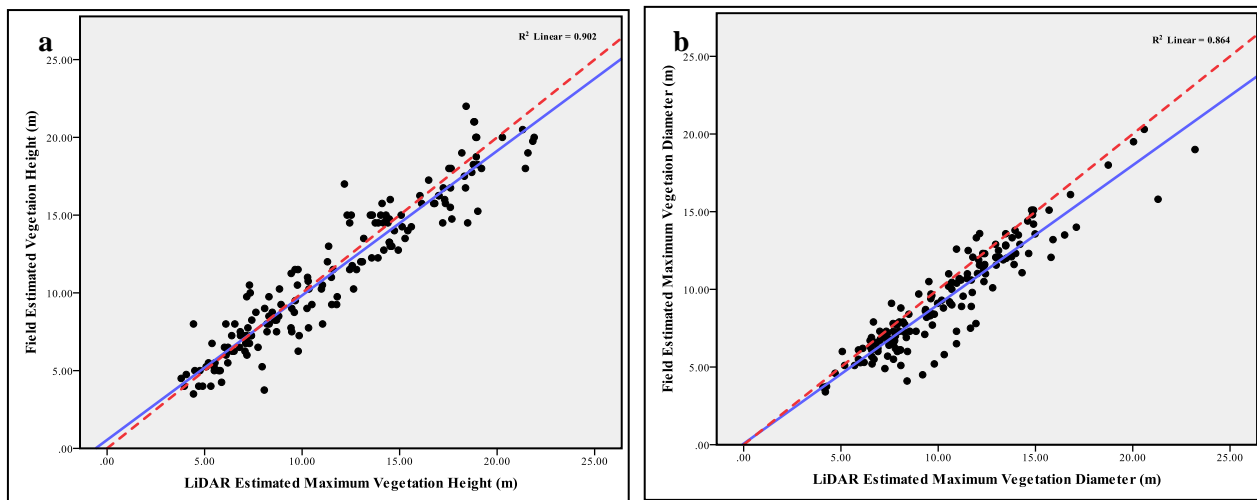 a
R² Linear = 0.902
Field Estimated Vegetaion Height (m)
25.00
20.00
15.00
10.00
5.00
.00
.00 5.00 10.00 15.00 20.00 25.00
LiDAR Estimated Maximum Vegetation Height (m)
b
R² Linear = 0.864
Field Estimated Maximum Vegetaion Diameter (m)
25.00
20.00
15.00
10.00
5.00
.00
.00 5.00 10.00 15.00 20.00 25.00
LiDAR Estimated Maximum Vegetation Diameter (m)